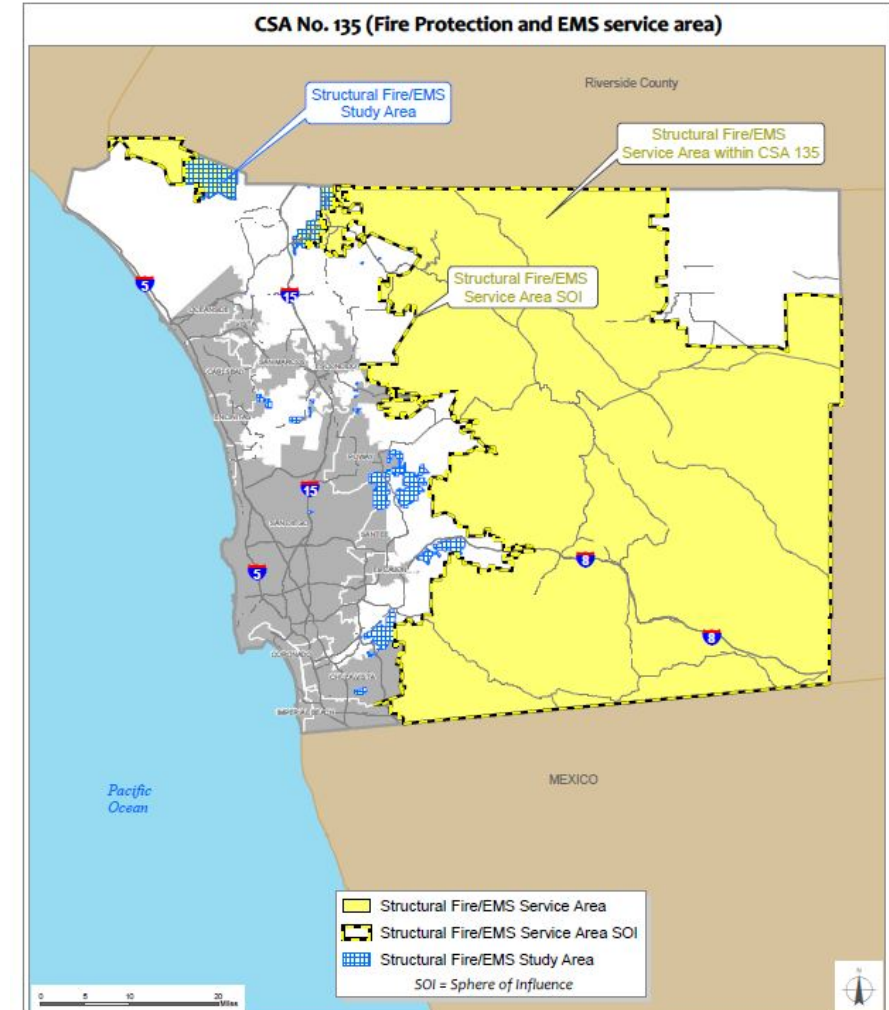 CSA No. 135 (Fire Protection and EMS service area)
Riverside County
Structural Fire/EMS
Study Area
Structural Fire/EMS
Service Area within CSA 135
Structural Fire/EMS
Service Area SOI
5
15
OCEANSIDE
VISTA
SAN MARCOS
ESCONDIDO
CARLSBAD
ENCINITAS
POWAY
15
SAN DIEGO
SANTEE
EL CAJON
5
8
8
CORONADO
CHULA VISTA
IMPERIAL BEACH
MEXICO
Pacific
Ocean
Structural Fire/EMS Service Area
Structural Fire/EMS Service Area SOI
Structural Fire/EMS Study Area
SOI = Sphere of Influence
0 5 10 20
Miles
N